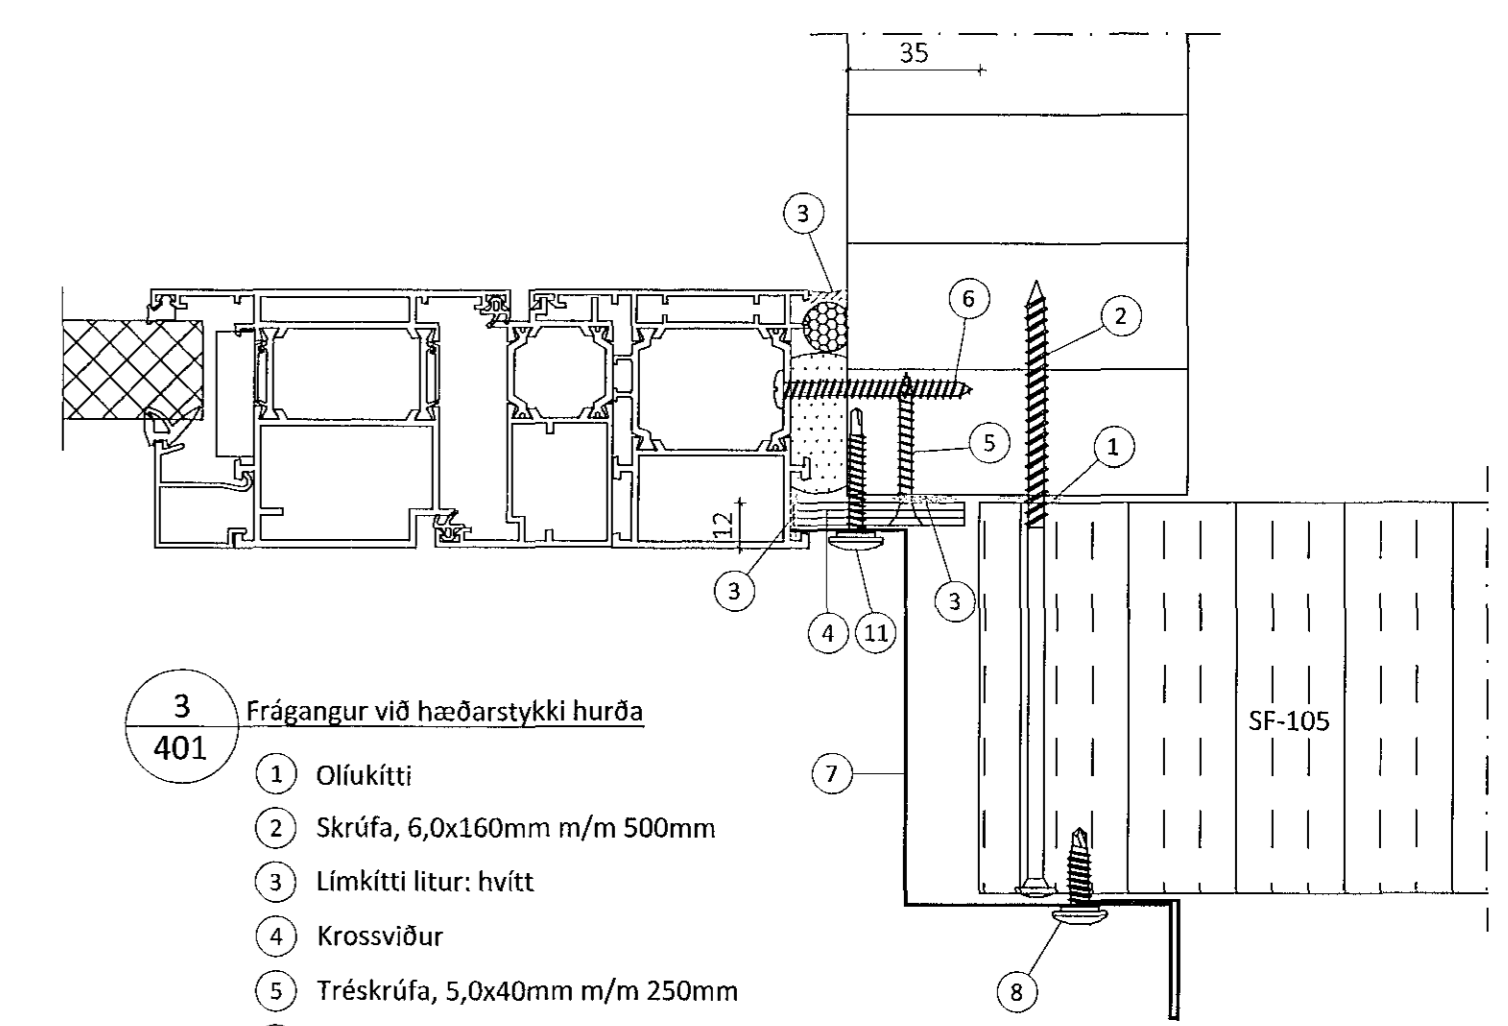 35
3
6
2
5
1
12
3
3
4
11
3
401
Frágangur við hæðarstykki hurða
SF-105
7
1 Olíukítti
2 Skrúfa, 6,0x160mm m/m 500mm
3 Límkítti litur: hvítt
4 Krossviður
5 Tréskrúfa, 5,0x40mm m/m 250mm
8